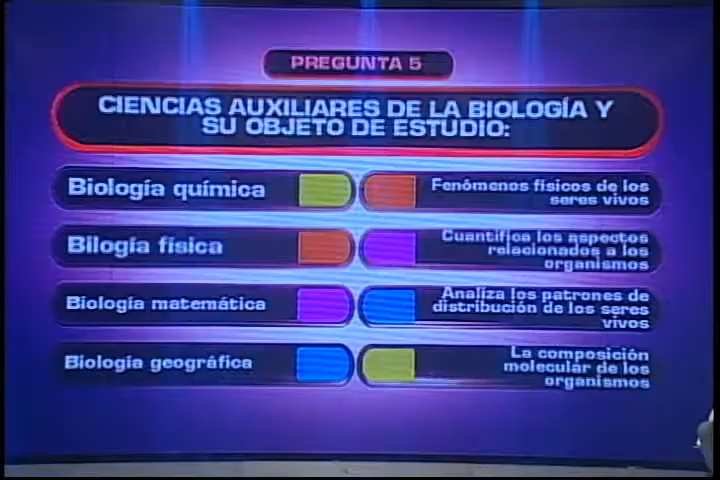 PREGUNTA 5
CIENCIAS AUXILIARES DE LA BIOLOGÍA Y
SU OBJETO DE ESTUDIO:
Biología química
Fenómenos físicos de los
seres vivos
Bilogía física
Cuantifica los aspectos
relacionados a los
organismos
Biología matemática
Analiza los patrones de
distribución de los seres
vivos
Biología geográfica
La composición
molecular de los
organismos